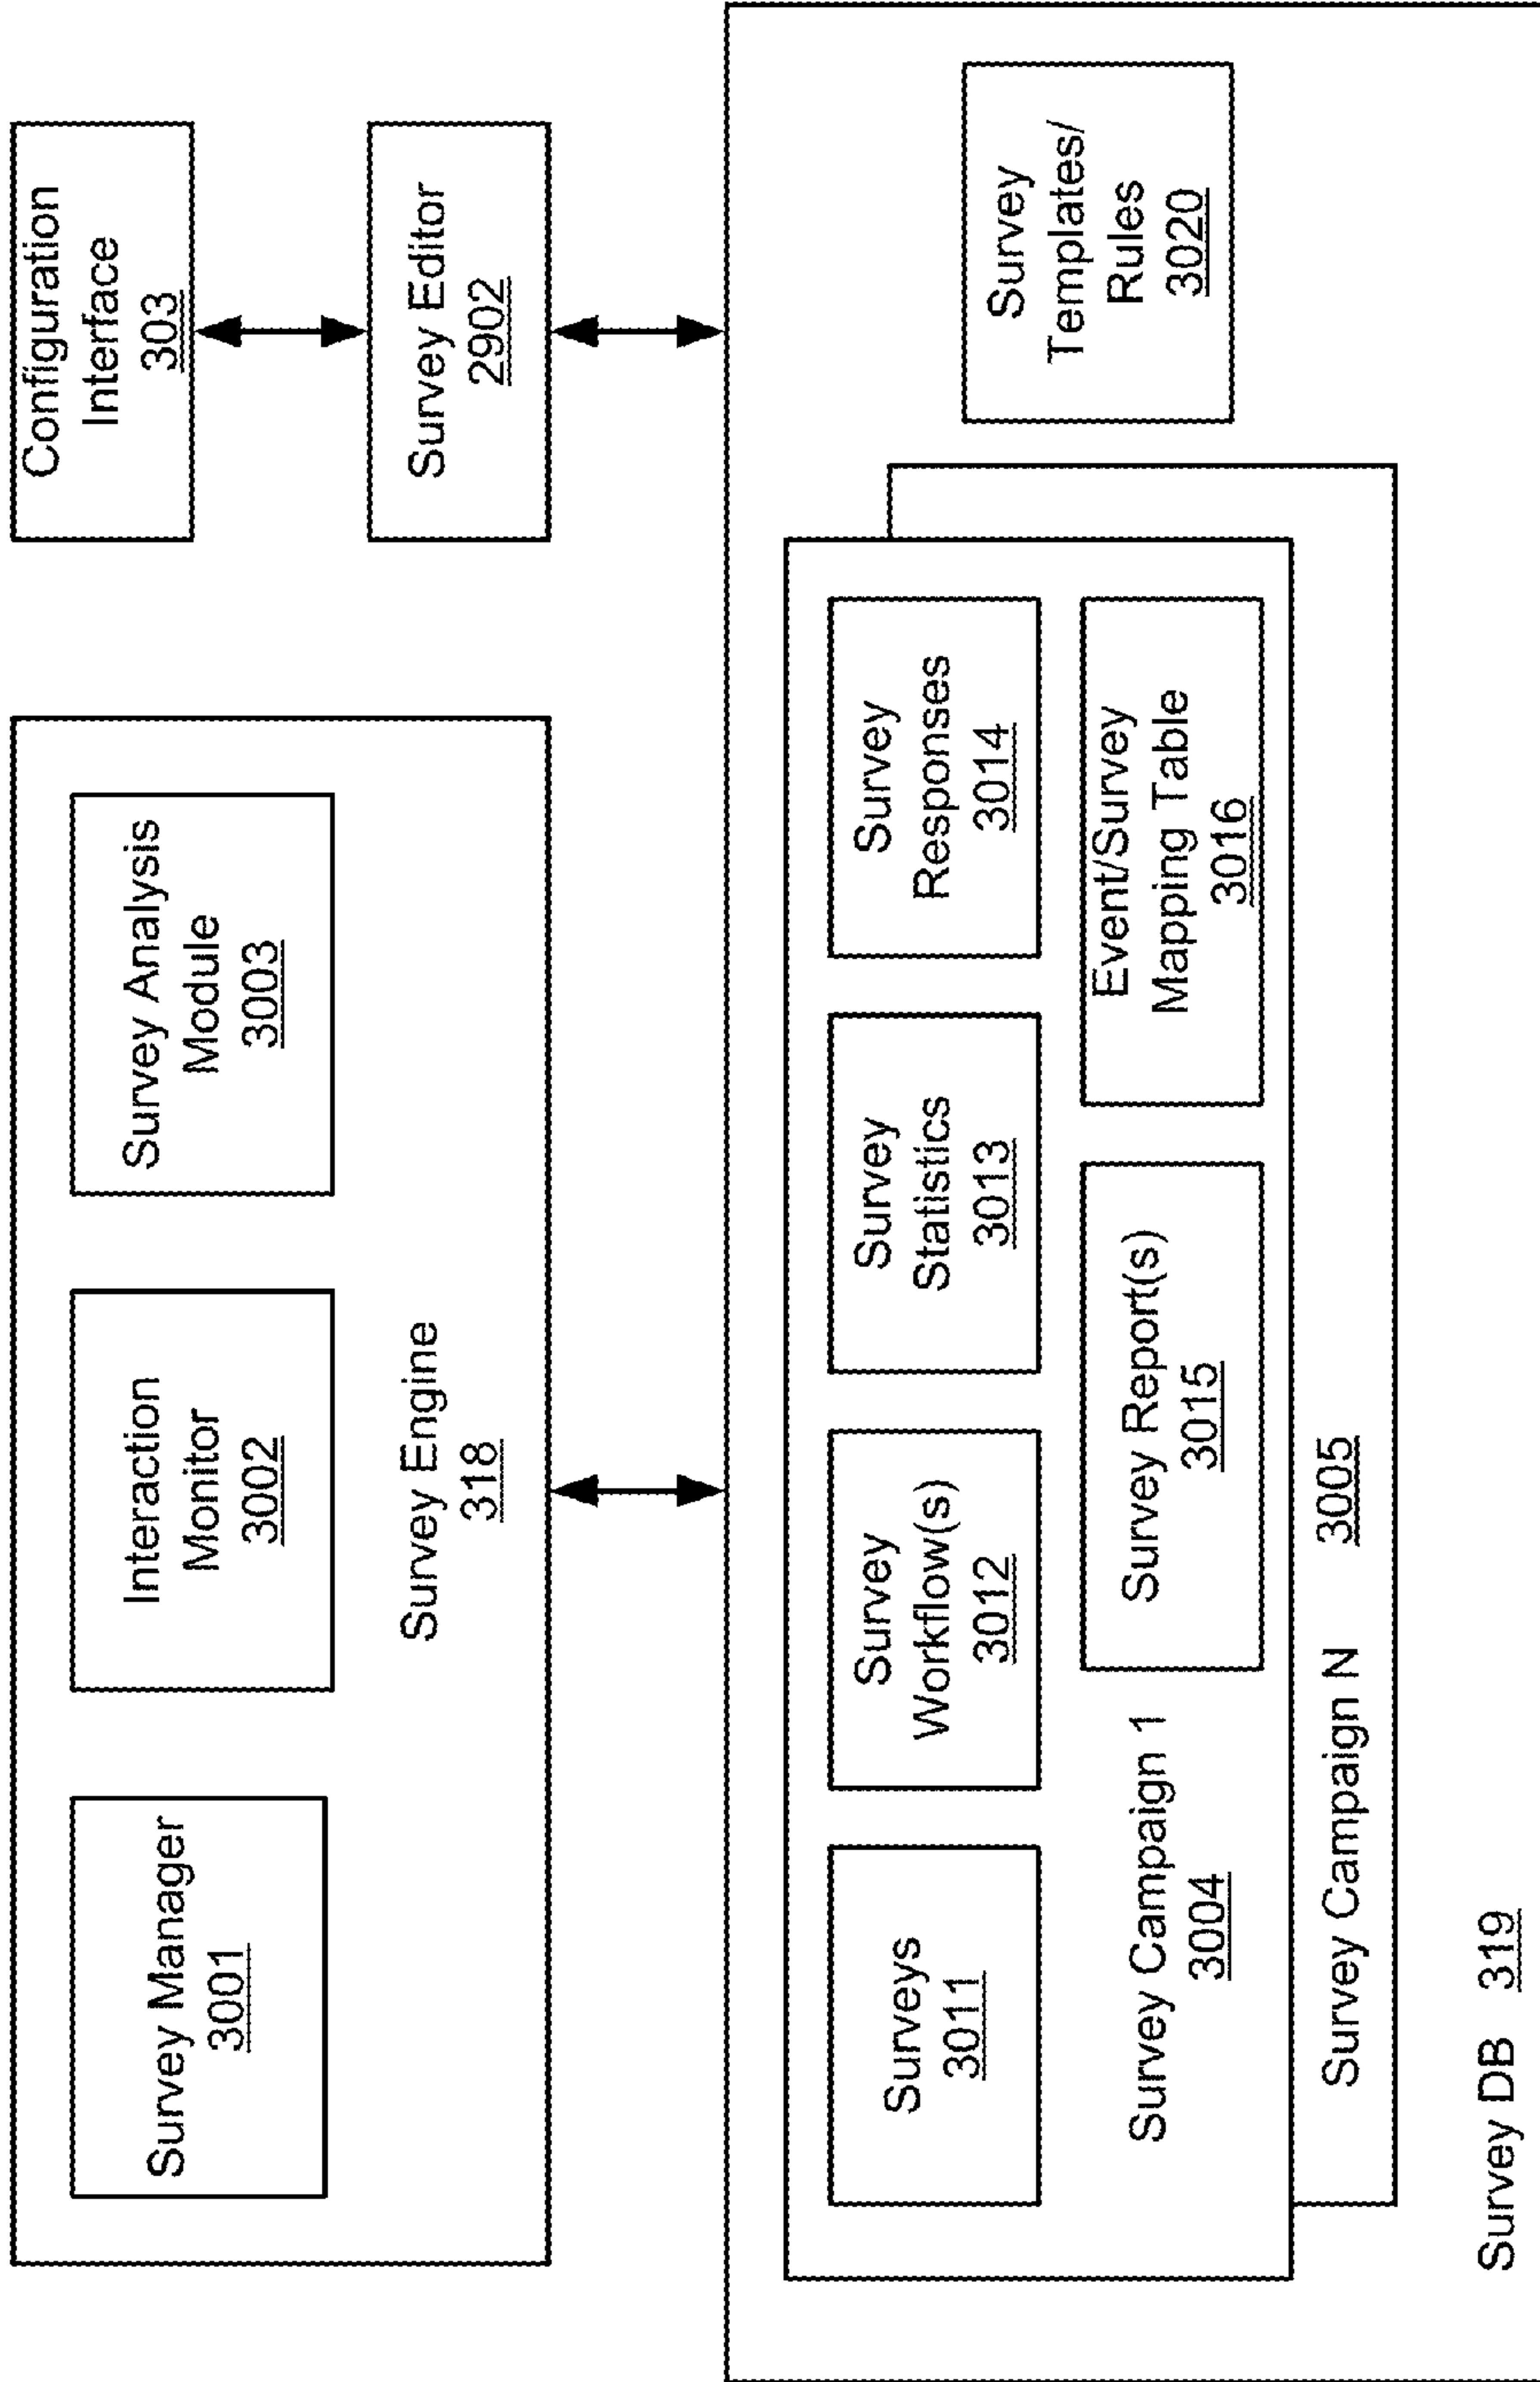 Survey Manager
3001
Interaction
Monitor
3002
Survey Analysis
Module
3003
Survey Engine
318
Configuration
Interface
303
Survey Editor
2902
Surveys
3011
Survey
Workflow(s)
3012
Survey
Statistics
3013
Survey
Responses
3014
Survey Campaign 1
3004
Survey Report(s)
3015
Event/Survey
Mapping Table
3016
Survey Campaign N 3005
Survey
Templates/
Rules
3020
Survey DB 319